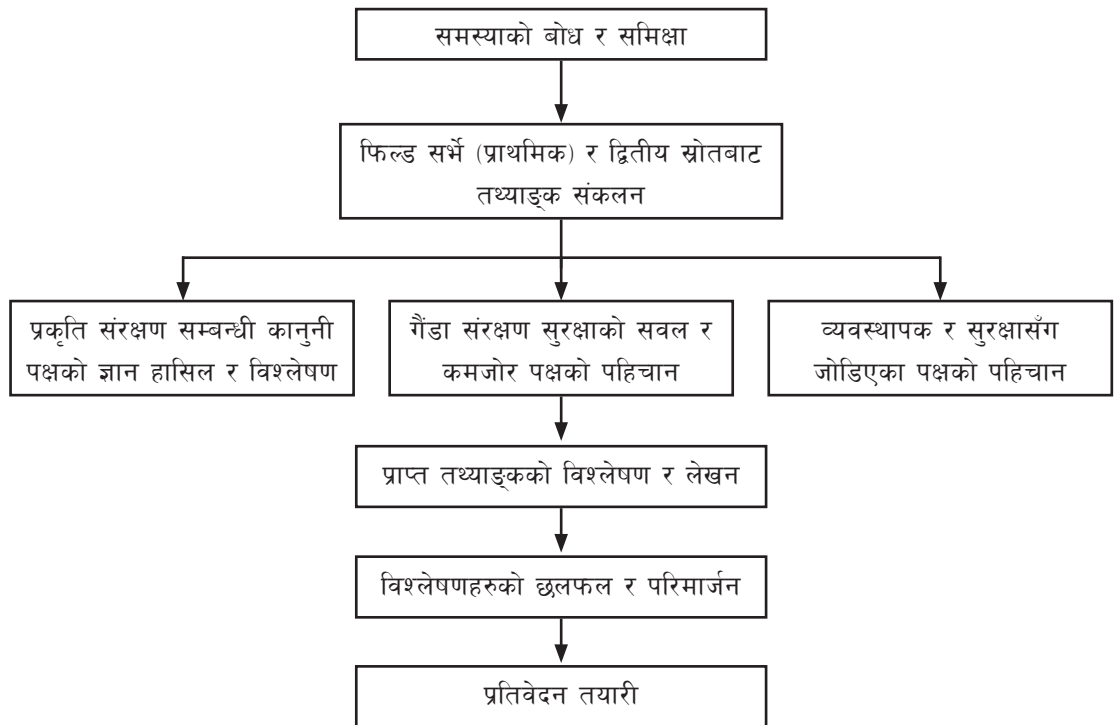 समस्याको बोध र समिक्षा
फिल्ड सर्भे (प्राथमिक) र द्वितीय स्रोतबाट
तथ्याङ्क संकलन
प्रकृति संरक्षण सम्बन्धी कानुनी
पक्षको ज्ञान हासिल र विश्लेषण
गैंडा संरक्षण सुरक्षाको सवल र
कमजोर पक्षको पहिचान
व्यवस्थापक र सुरक्षासँग
जोडिएका पक्षको पहिचान
प्राप्त तथ्याङ्कको विश्लेषण र लेखन
विश्लेषणहरुको छलफल र परिमार्जन
प्रतिवेदन तयारी